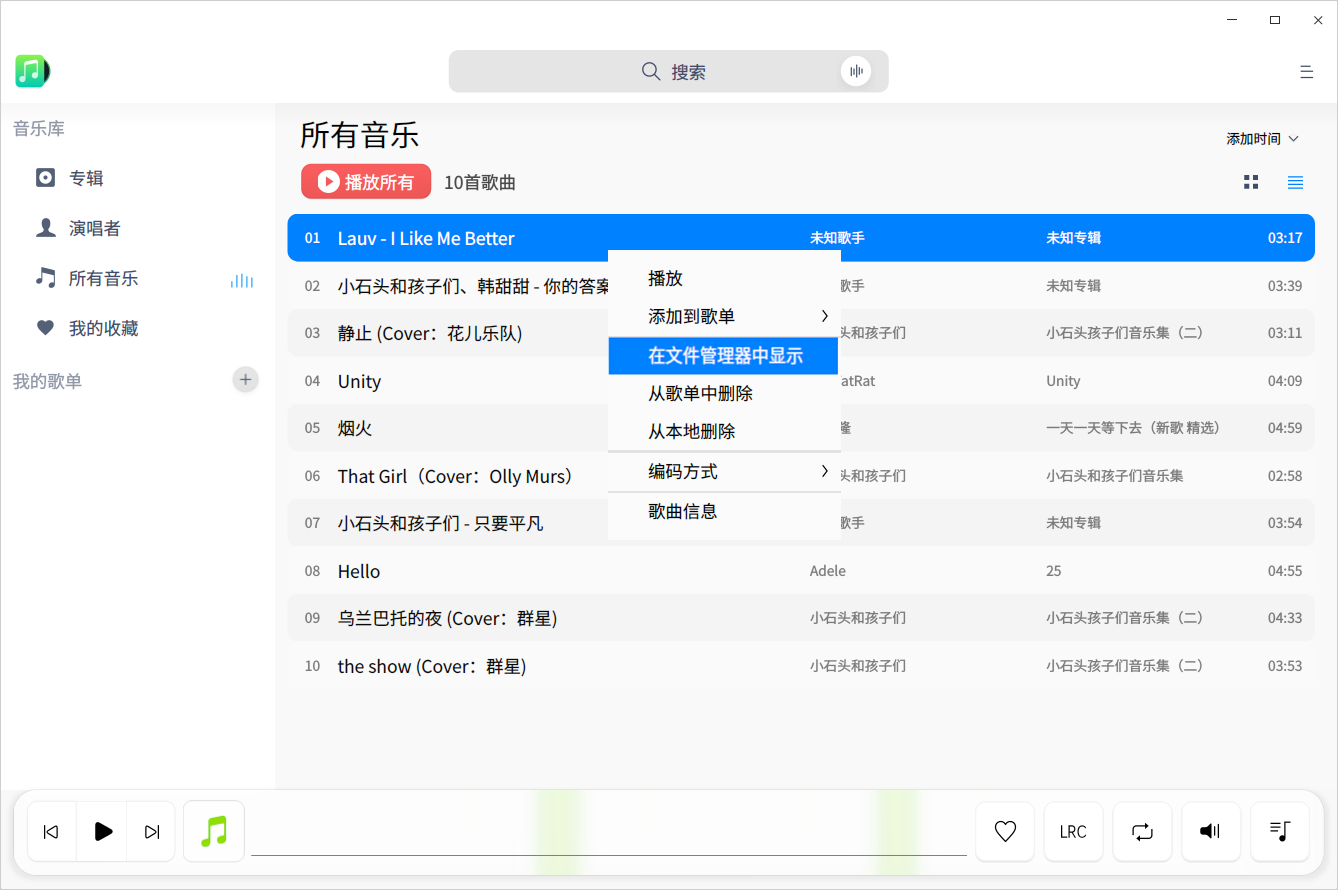 搜索
音乐库
专辑
演唱者
所有音乐
我的收藏
我的歌单
所有音乐
添加时间
播放所有 10首歌曲
01 Lauv - I Like Me Better 未知歌手 未知专辑 03:17
02 小石头和孩子们、韩甜甜 - 你的答案 歌手 未知专辑 03:39
03 静止 (Cover：花儿乐队) 头和孩子们 小石头孩子们音乐集（二） 03:11
04 Unity atRat Unity 04:09
05 烟火 隆 一天一天等下去（新歌 精选） 04:59
06 That Girl（Cover：Olly Murs） 头和孩子们 小石头和孩子们音乐集 02:58
07 小石头和孩子们 - 只要平凡 歌手 未知专辑 03:54
08 Hello Adele 25 04:55
09 乌兰巴托的夜 (Cover：群星) 小石头和孩子们 小石头孩子们音乐集（二） 04:33
10 the show (Cover：群星) 小石头和孩子们 小石头孩子们音乐集（二） 03:53
播放
添加到歌单
在文件管理器中显示
从歌单中删除
从本地删除
编码方式
歌曲信息
LRC